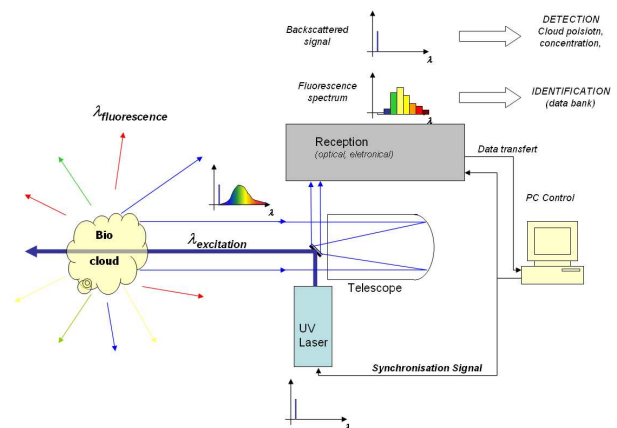 Backscattered
signal
λ
DETECTION
Cloud poisiotn,
concentration,
Fluorescence
spectrum
λ
IDENTIFICATION
(data bank)
λfluorescence
Reception
(optical, eletronical)
Data transfert
λ
PC Control
Bio
cloud
λexcitation
Telescope
UV
Laser
Synchronisation Signal
λ